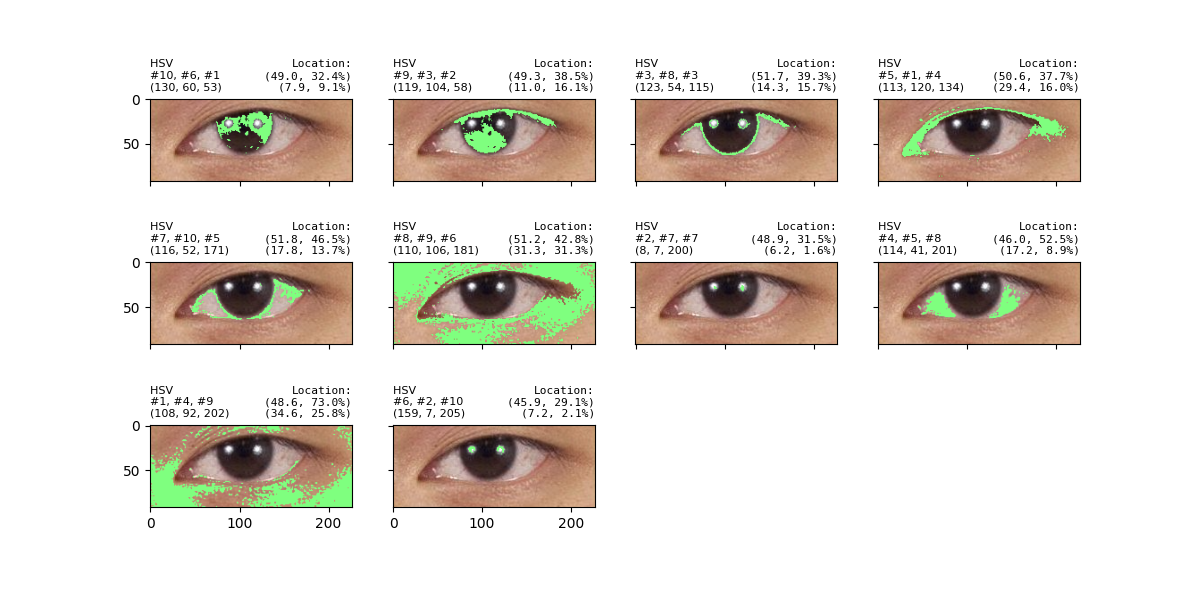 HSV Location:
#10, #6, #1 (49.0, 32.4%)
(130, 60, 53) (7.9, 9.1%)
HSV Location:
#9, #3, #2 (49.3, 38.5%)
(119, 104, 58) (11.0, 16.1%)
HSV Location:
#3, #8, #3 (51.7, 39.3%)
(123, 54, 115) (14.3, 15.7%)
HSV Location:
#5, #1, #4 (50.6, 37.7%)
(113, 120, 134) (29.4, 16.0%)
0
50
HSV Location:
#7, #10, #5 (51.8, 46.5%)
(116, 52, 171) (17.8, 13.7%)
HSV Location:
#8, #9, #6 (51.2, 42.8%)
(110, 106, 181) (31.3, 31.3%)
HSV Location:
#2, #7, #7 (48.9, 31.5%)
(8, 7, 200) (6.2, 1.6%)
HSV Location:
#4, #5, #8 (46.0, 52.5%)
(114, 41, 201) (17.2, 8.9%)
0
50
HSV Location:
#1, #4, #9 (48.6, 73.0%)
(108, 92, 202) (34.6, 25.8%)
HSV Location:
#6, #2, #10 (45.9, 29.1%)
(159, 7, 205) (7.2, 2.1%)
0
50
0 100 200
0 100 200